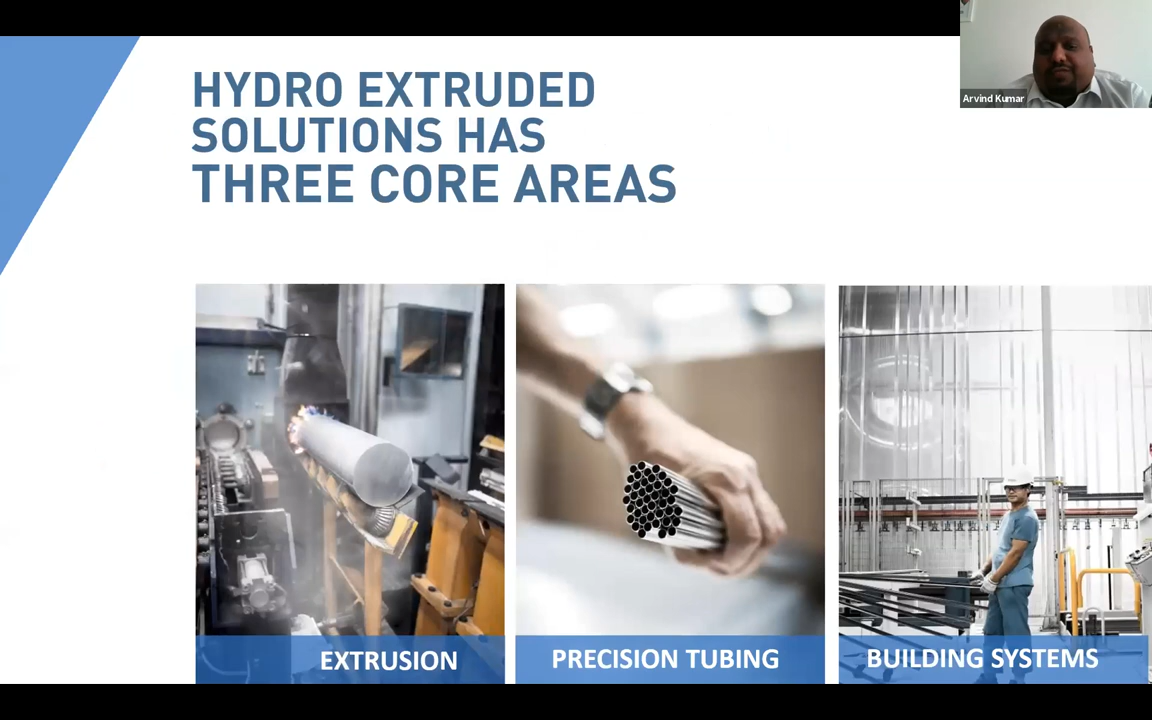 HYDRO EXTRUDED
SOLUTIONS HAS
THREE CORE AREAS
Arvind Kumar
EXTRUSION
PRECISION TUBING
BUILDING SYSTEMS